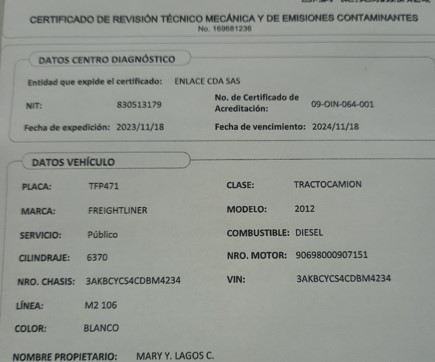 CERTIFICADO DE REVISIÓN TÉCNICO MECÁNICA Y DE EMISIONES CONTAMINANTES
No. 169681236
DATOS CENTRO DIAGNÓSTICO
Entidad que expide el certificado: ENLACE CDA SAS
NIT: 830513179 No. de Certificado de Acreditación: 09-OIN-064-001
Fecha de expedición: 2023/11/18 Fecha de vencimiento: 2024/11/18
DATOS VEHÍCULO
PLACA: TFP471 CLASE: TRACTOCAMION
MARCA: FREIGHTLINER MODELO: 2012
SERVICIO: Público COMBUSTIBLE: DIESEL
CILINDRAJE: 6370 NRO. MOTOR: 90698000907151
NRO. CHASIS: 3AKBCYCS4CDBM4234 VIN: 3AKBCYCS4CDBM4234
LÍNEA: M2 106
COLOR: BLANCO
NOMBRE PROPIETARIO: MARY Y. LAGOS C.